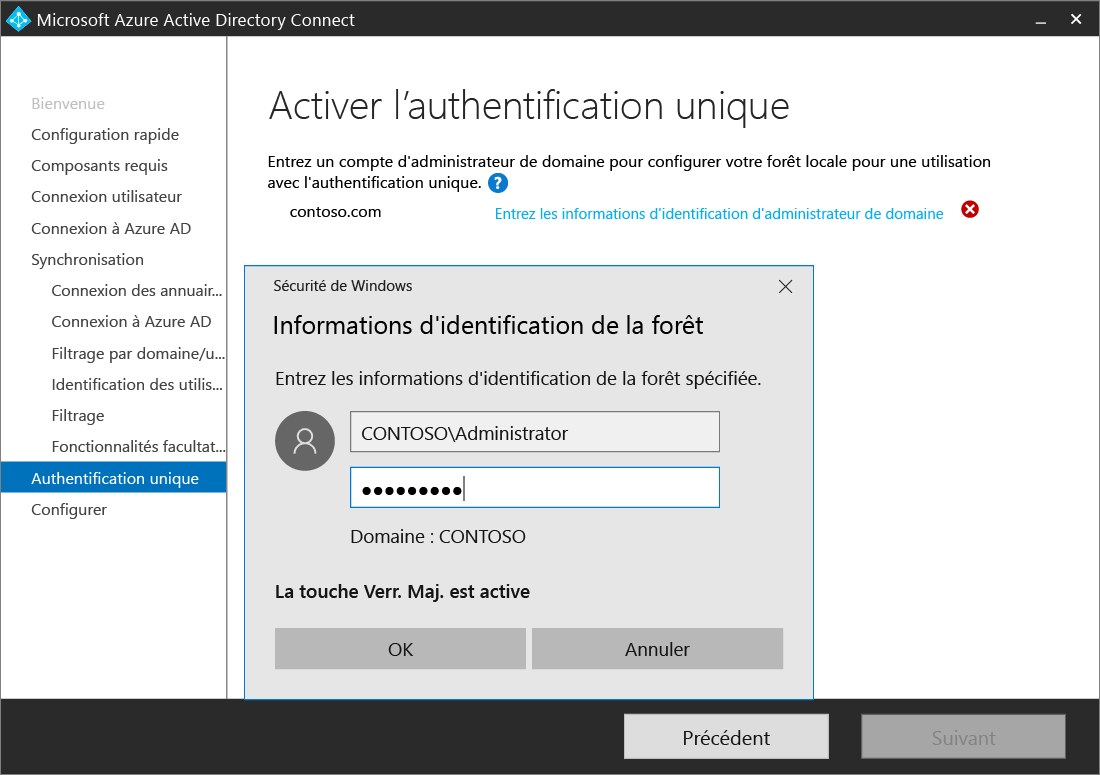 Microsoft Azure Active Directory Connect
Bienvenue
Configuration rapide
Composants requis
Connexion utilisateur
Connexion à Azure AD
Synchronisation
Connexion des annuair...
Connexion à Azure AD
Filtrage par domaine/u...
Identification des utilis...
Filtrage
Fonctionnalités facultat...
Authentification unique
Configurer
Activer l’authentification unique
Entrez un compte d'administrateur de domaine pour configurer votre forêt locale pour une utilisation
avec l'authentification unique. ?
contoso.com
Entrez les informations d'identification d'administrateur de domaine
Sécurité de Windows
Informations d'identification de la forêt
Entrez les informations d'identification de la forêt spécifiée.
CONTOSO\Administrator
●●●●●●●●●
Domaine : CONTOSO
La touche Verr. Maj. est active
OK
Annuler
Précédent
Suivant